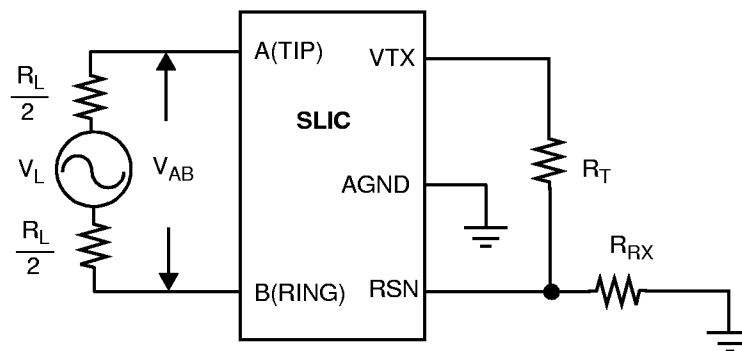 A(TIP)
VTX
R_L
2
SLIC
V_L
V_AB
R_T
AGND
R_L
2
R_RX
B(RING)
RSN